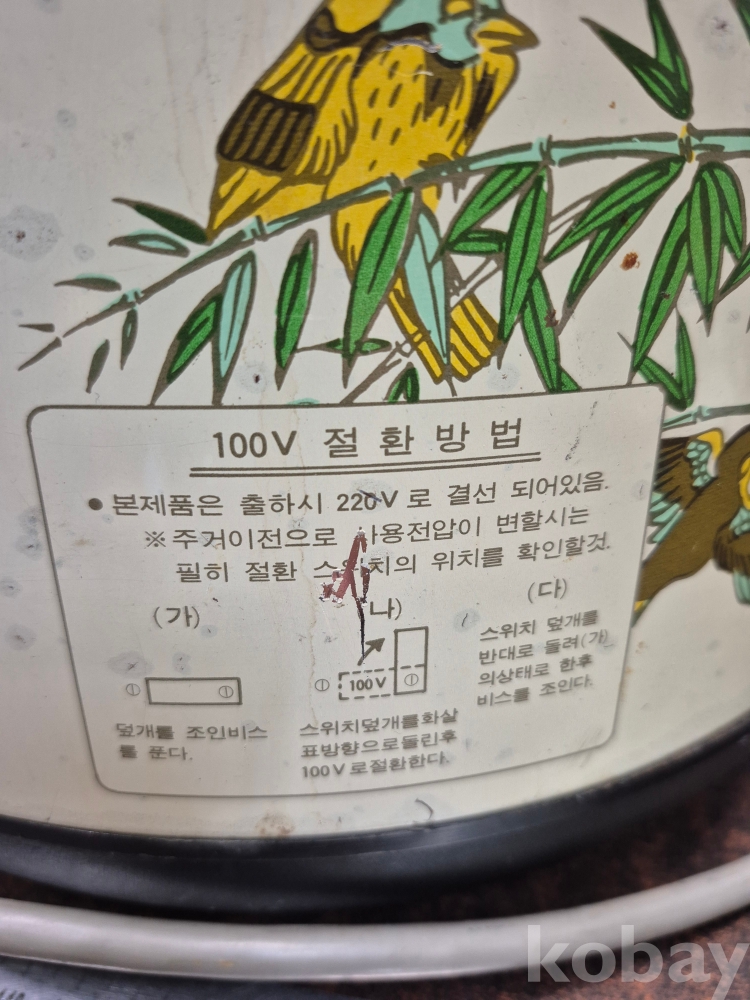 100V 절환방법
● 본제품은 출하시 220V로 결선 되어있음.
※주거이전으로 사용전압이 변할시는
필히 절환 스위치의 위치를 확인할것.
(가)
덮개를 조인비스
를 푼다.
나)
100V
스위치덮개를화살
표방향으로돌린후
100V로절환한다.
(다)
스위치 덮개를
반대로 돌려(가)
의상태로 한후
비스를 조인다.
kobay